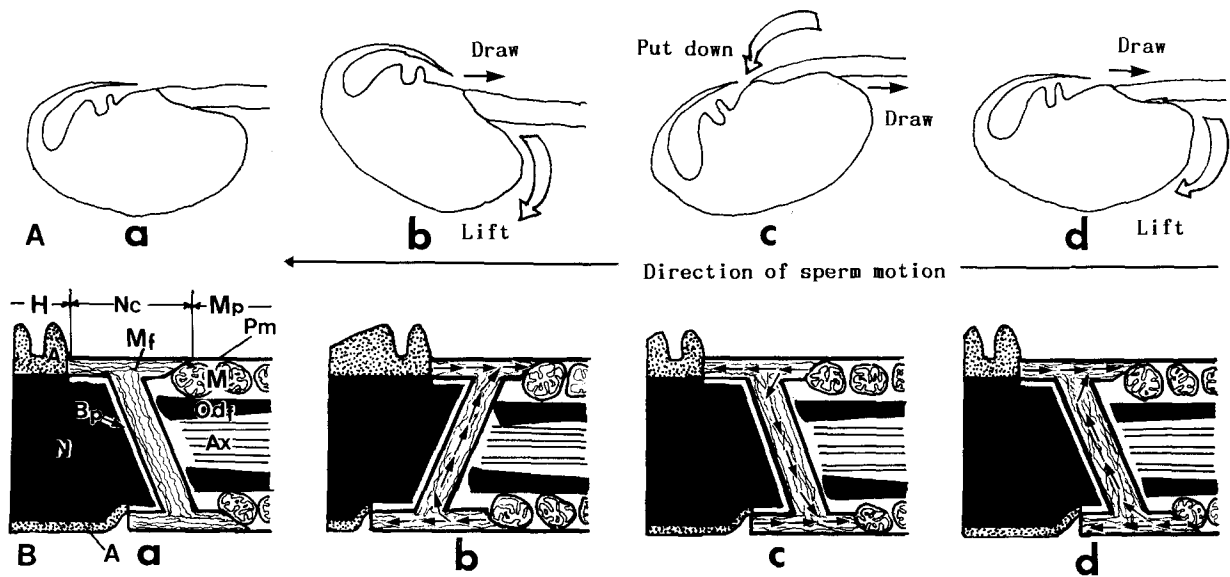 Draw
Put down
Draw
Draw
Lift
Lift
A
a
b
c
d
Direction of sperm motion
H
Nc
Mp
Pm
Mf
A
M
Odf
Bp
Ax
N
A
B
a
b
c
d